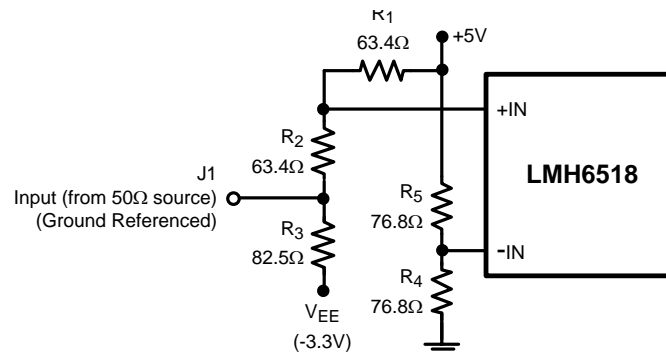 R1
63.4Ω
+5V
+IN
R2
63.4Ω
LMH6518
J1
Input (from 50Ω source)
(Ground Referenced)
R5
76.8Ω
R3
82.5Ω
-IN
R4
76.8Ω
VEE
(-3.3V)